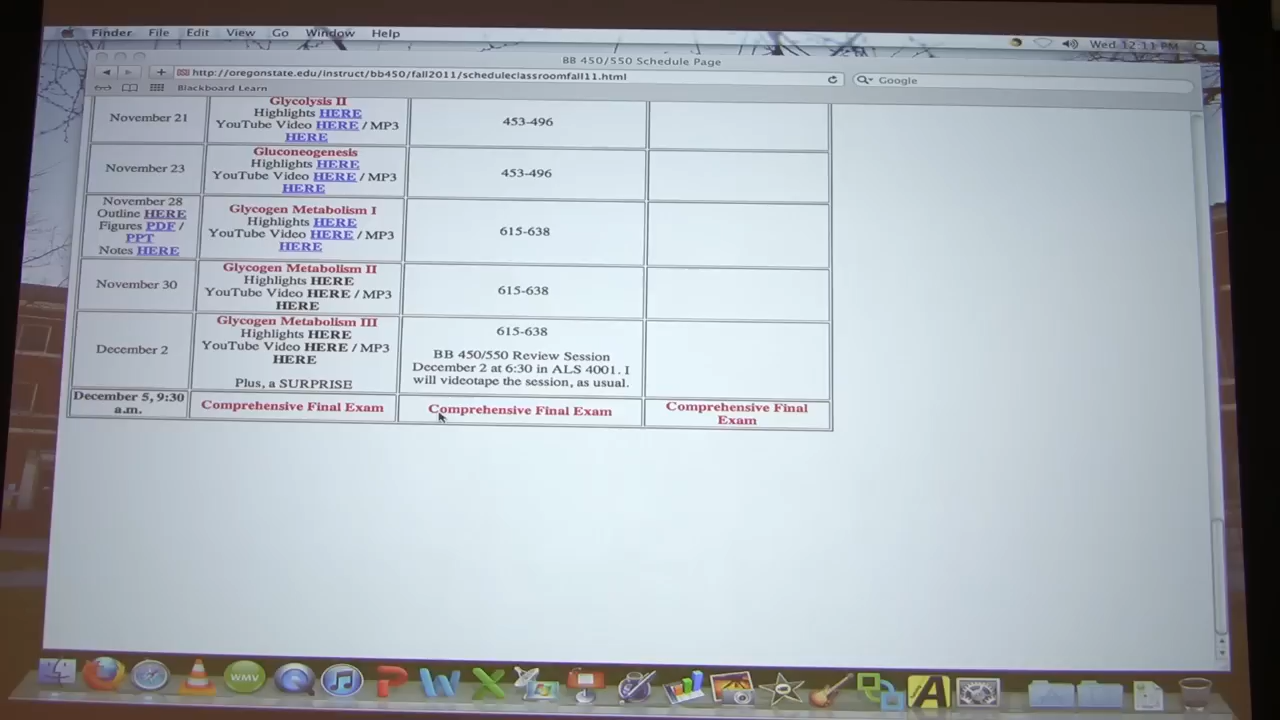 Finder File Edit View Go Window Help
Wed 12:11 PM
BB 450/550 Schedule Page
http://oregonstate.edu/instruct/bb450/fall2011/scheduleclassroomfall11.html
Google
Blackboard Learn
November 21
Glycolysis II
Highlights HERE
YouTube Video HERE / MP3
HERE
453-496
November 23
Gluconeogenesis
Highlights HERE
YouTube Video HERE / MP3
HERE
453-496
November 28
Outline HERE
Figures PDF /
PPT
Notes HERE
Glycogen Metabolism I
Highlights HERE
YouTube Video HERE / MP3
HERE
615-638
November 30
Glycogen Metabolism II
Highlights HERE
YouTube Video HERE / MP3
HERE
615-638
December 2
Glycogen Metabolism III
Highlights HERE
YouTube Video HERE / MP3
HERE
Plus, a SURPRISE
615-638
BB 450/550 Review Session
December 2 at 6:30 in ALS 4001. I
will videotape the session, as usual.
December 5, 9:30
a.m.
Comprehensive Final Exam
Comprehensive Final Exam
Comprehensive Final
Exam
WMV